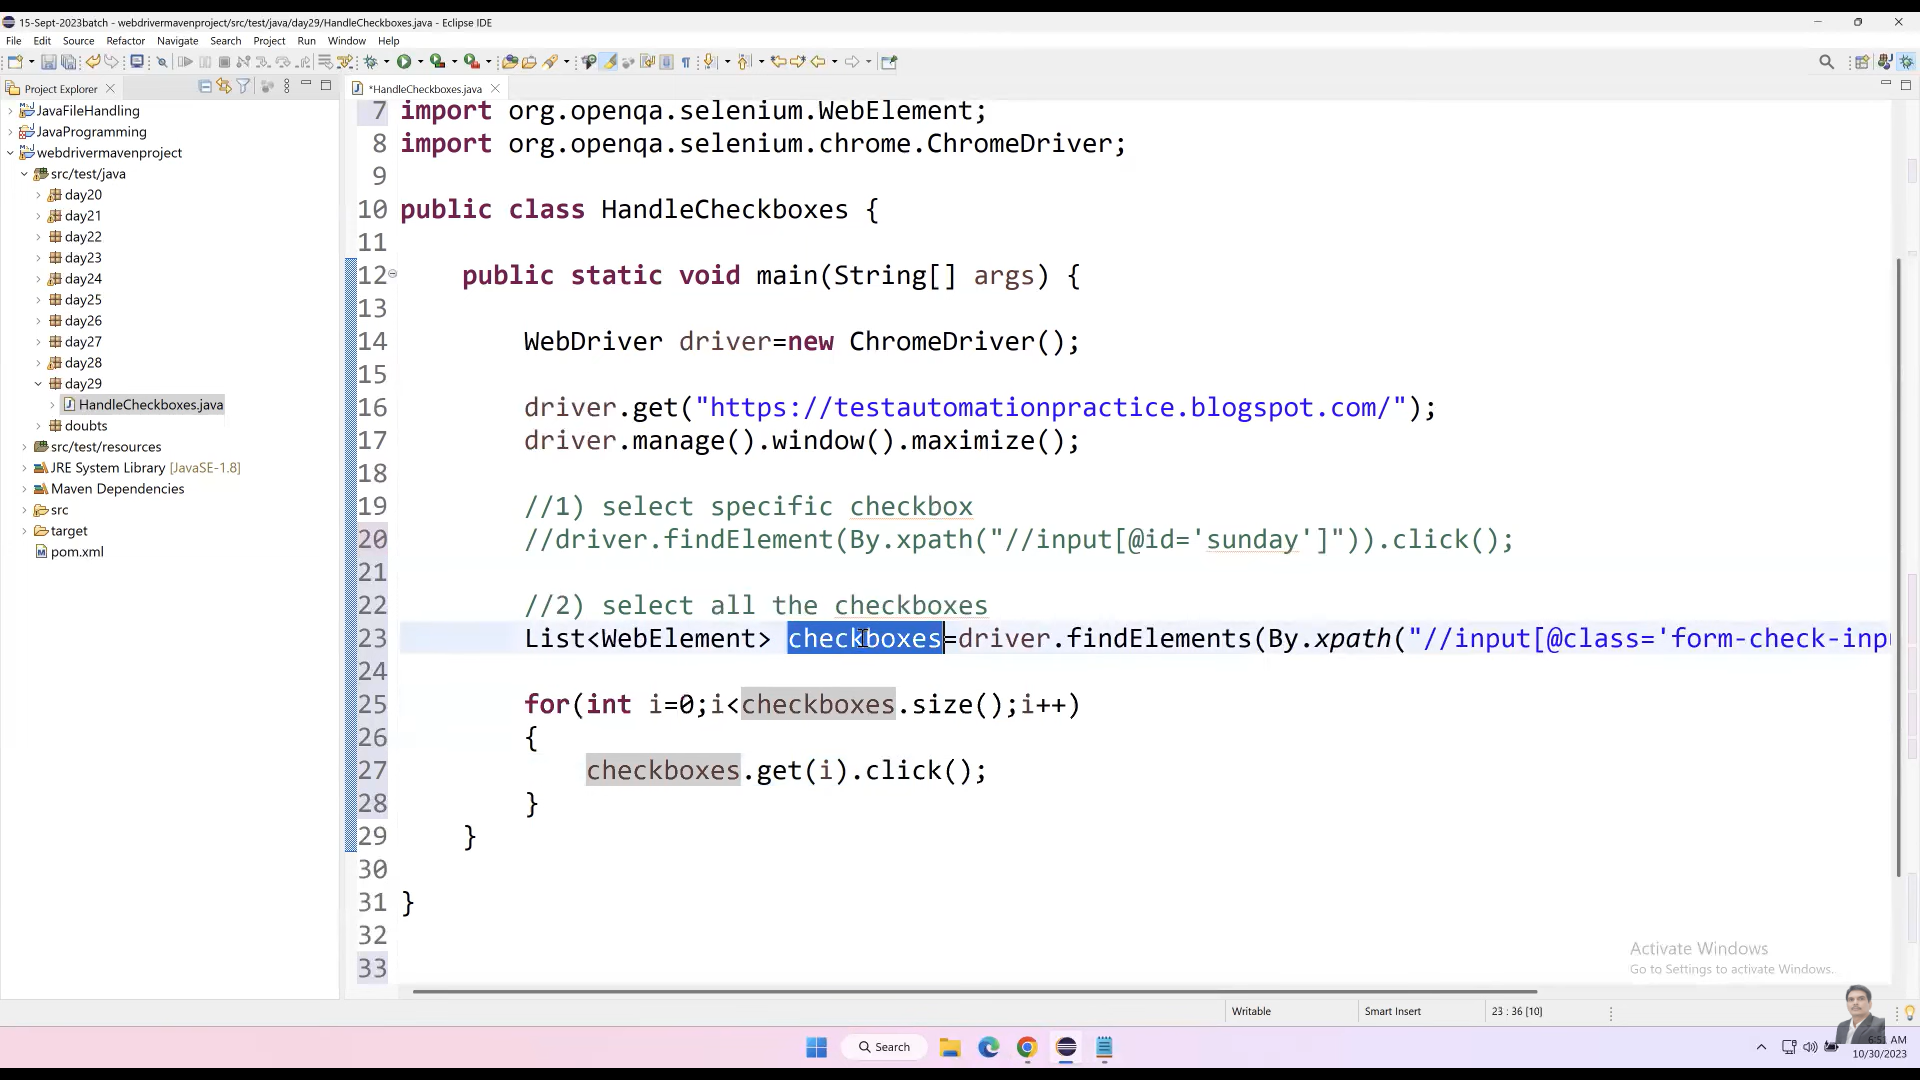 15-Sept-2023batch - webdrivermavenproject/src/test/java/day29/HandleCheckboxes.java - Eclipse IDE
File Edit Source Refactor Navigate Search Project Run Window Help
Project Explorer
*HandleCheckboxes.java
JavaFileHandling
JavaProgramming
webdrivermavenproject
src/test/java
day20
day21
day22
day23
day24
day25
day26
day27
day28
day29
HandleCheckboxes.java
doubts
src/test/resources
JRE System Library [JavaSE-1.8]
Maven Dependencies
src
target
pom.xml
7 import org.openqa.selenium.WebElement;
8 import org.openqa.selenium.chrome.ChromeDriver;
9
10 public class HandleCheckboxes {
11
12 public static void main(String[] args) {
13
14 WebDriver driver=new ChromeDriver();
15
16 driver.get("https://testautomationpractice.blogspot.com/");
17 driver.manage().window().maximize();
18
19 //1) select specific checkbox
20 //driver.findElement(By.xpath("//input[@id='sunday']")).click();
21
22 //2) select all the checkboxes
23 List<WebElement> checkboxes=driver.findElements(By.xpath("//input[@class='form-check-inp
24
25 for(int i=0;i<checkboxes.size();i++)
26 {
27 checkboxes.get(i).click();
28 }
29 }
30
31 }
32
33
Activate Windows
Go to Settings to activate Windows.
Writable Smart Insert 23 : 36 [10]
Search
6:51 AM
10/30/2023